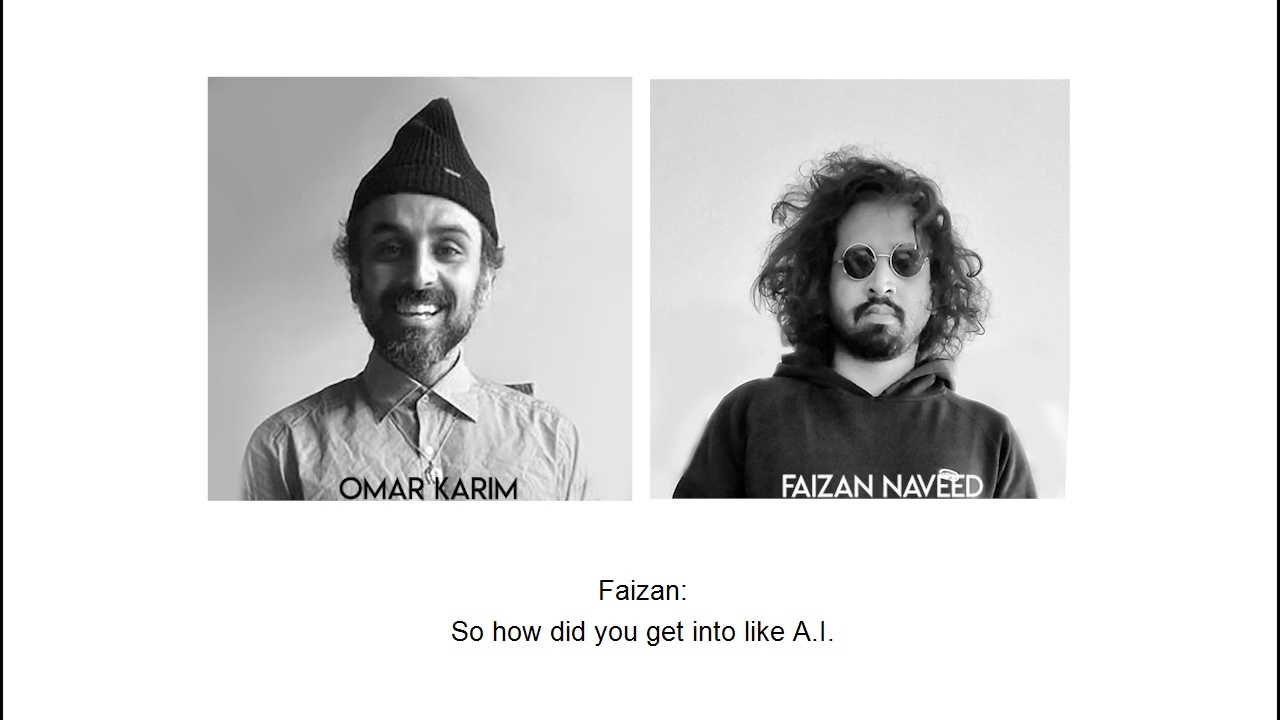 OMAR KARIM
FAIZAN NAVEED
Faizan:
So how did you get into like A.I.